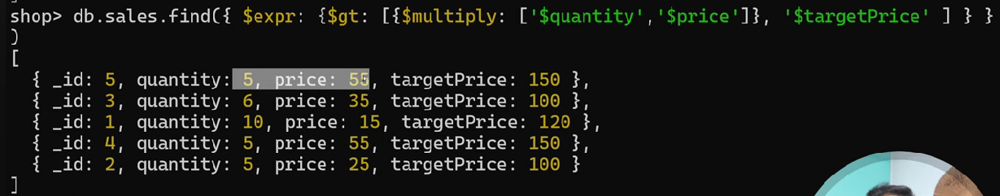 shop> db.sales.find({ $expr: {$gt: [{$multiply: ['$quantity','$price']}, '$targetPrice' ] } }
)
[
{ _id: 5, quantity: 5, price: 55, targetPrice: 150 },
{ _id: 3, quantity: 6, price: 35, targetPrice: 100 },
{ _id: 1, quantity: 10, price: 15, targetPrice: 120 },
{ _id: 4, quantity: 5, price: 55, targetPrice: 150 },
{ _id: 2, quantity: 5, price: 25, targetPrice: 100 }
]